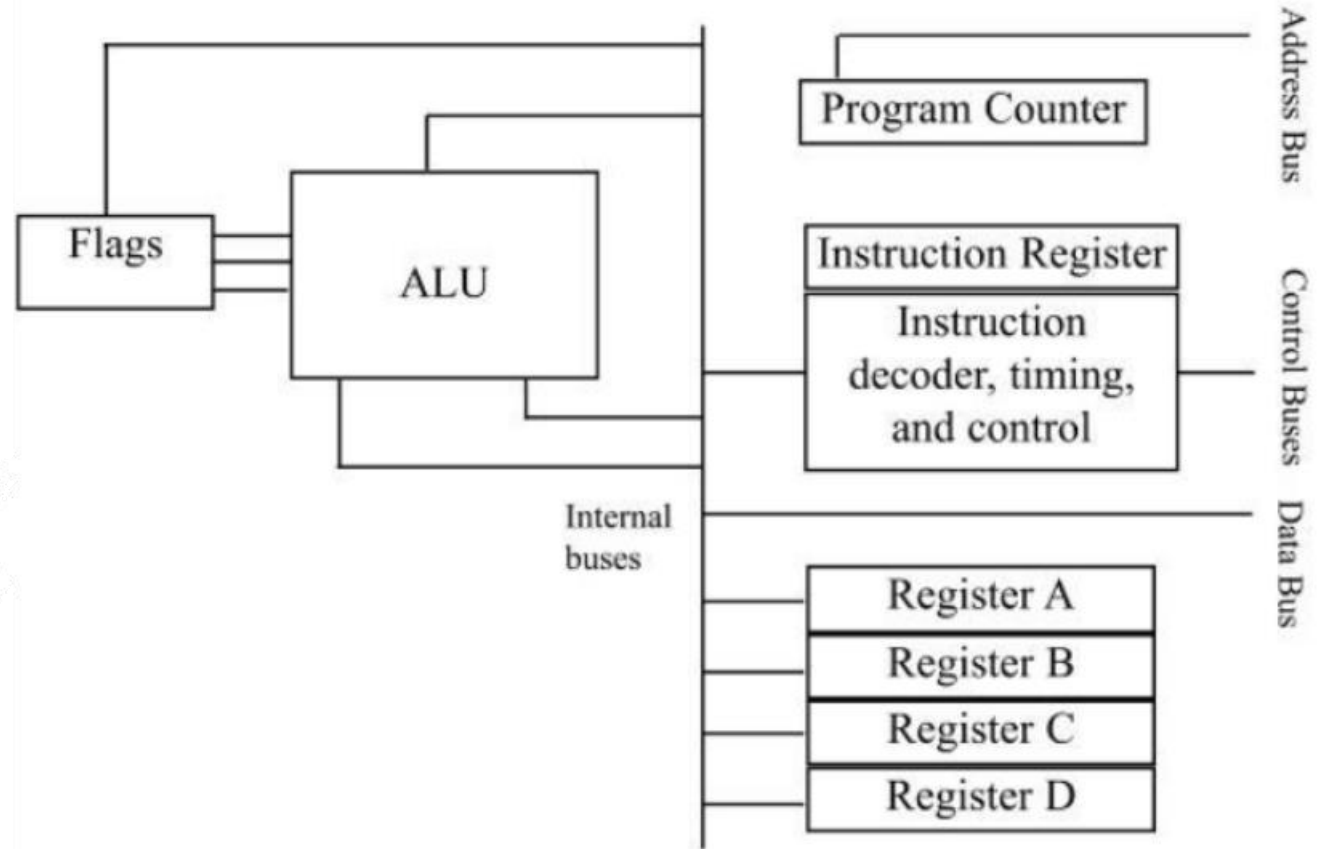 Program Counter
Address Bus
Flags
ALU
Instruction Register
Instruction
decoder, timing,
and control
Control Buses
Internal
buses
Data Bus
Register A
Register B
Register C
Register D